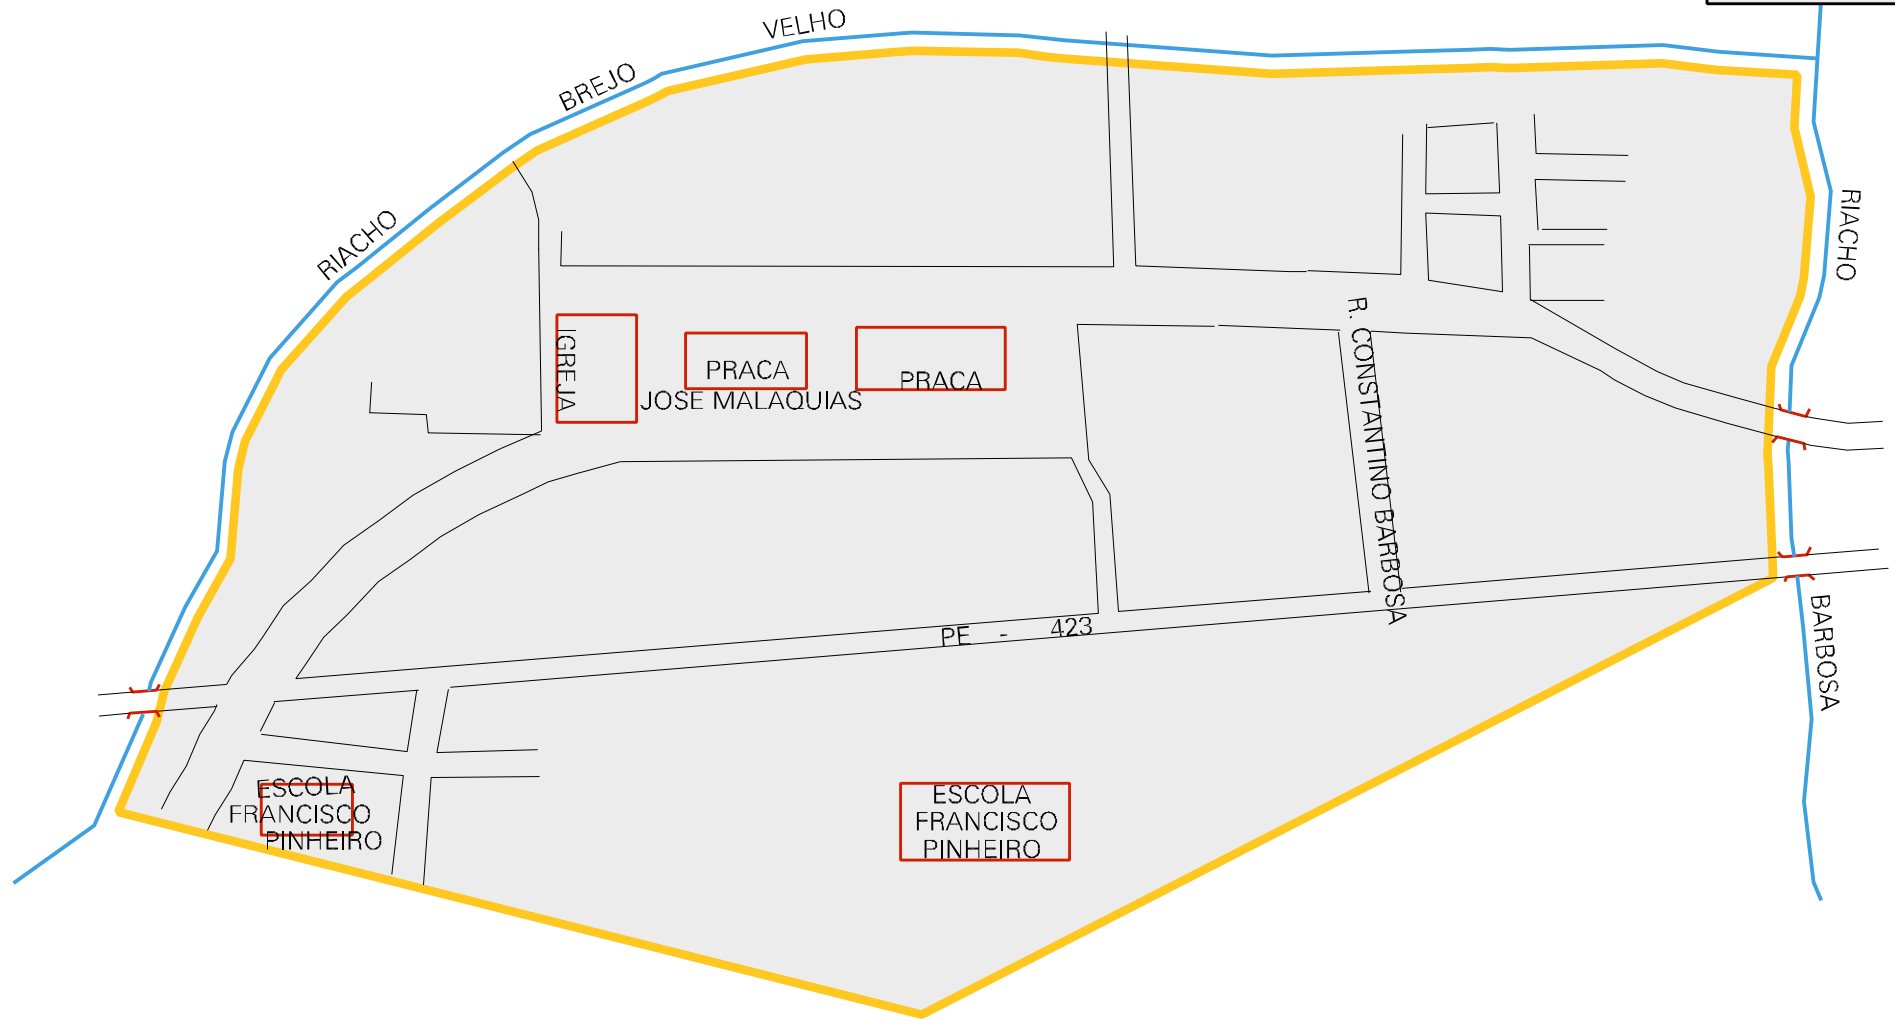 VELHO
BREJO
RIACHO
RIACHO
IGREJA
PRACA
PRACA
JOSE MALAQUIAS
R. CONSTANTINO BARBOSA
PE - 423
BARBOSA
ESCOLA
FRANCISCO
PINHEIRO
ESCOLA
FRANCISCO
PINHEIRO